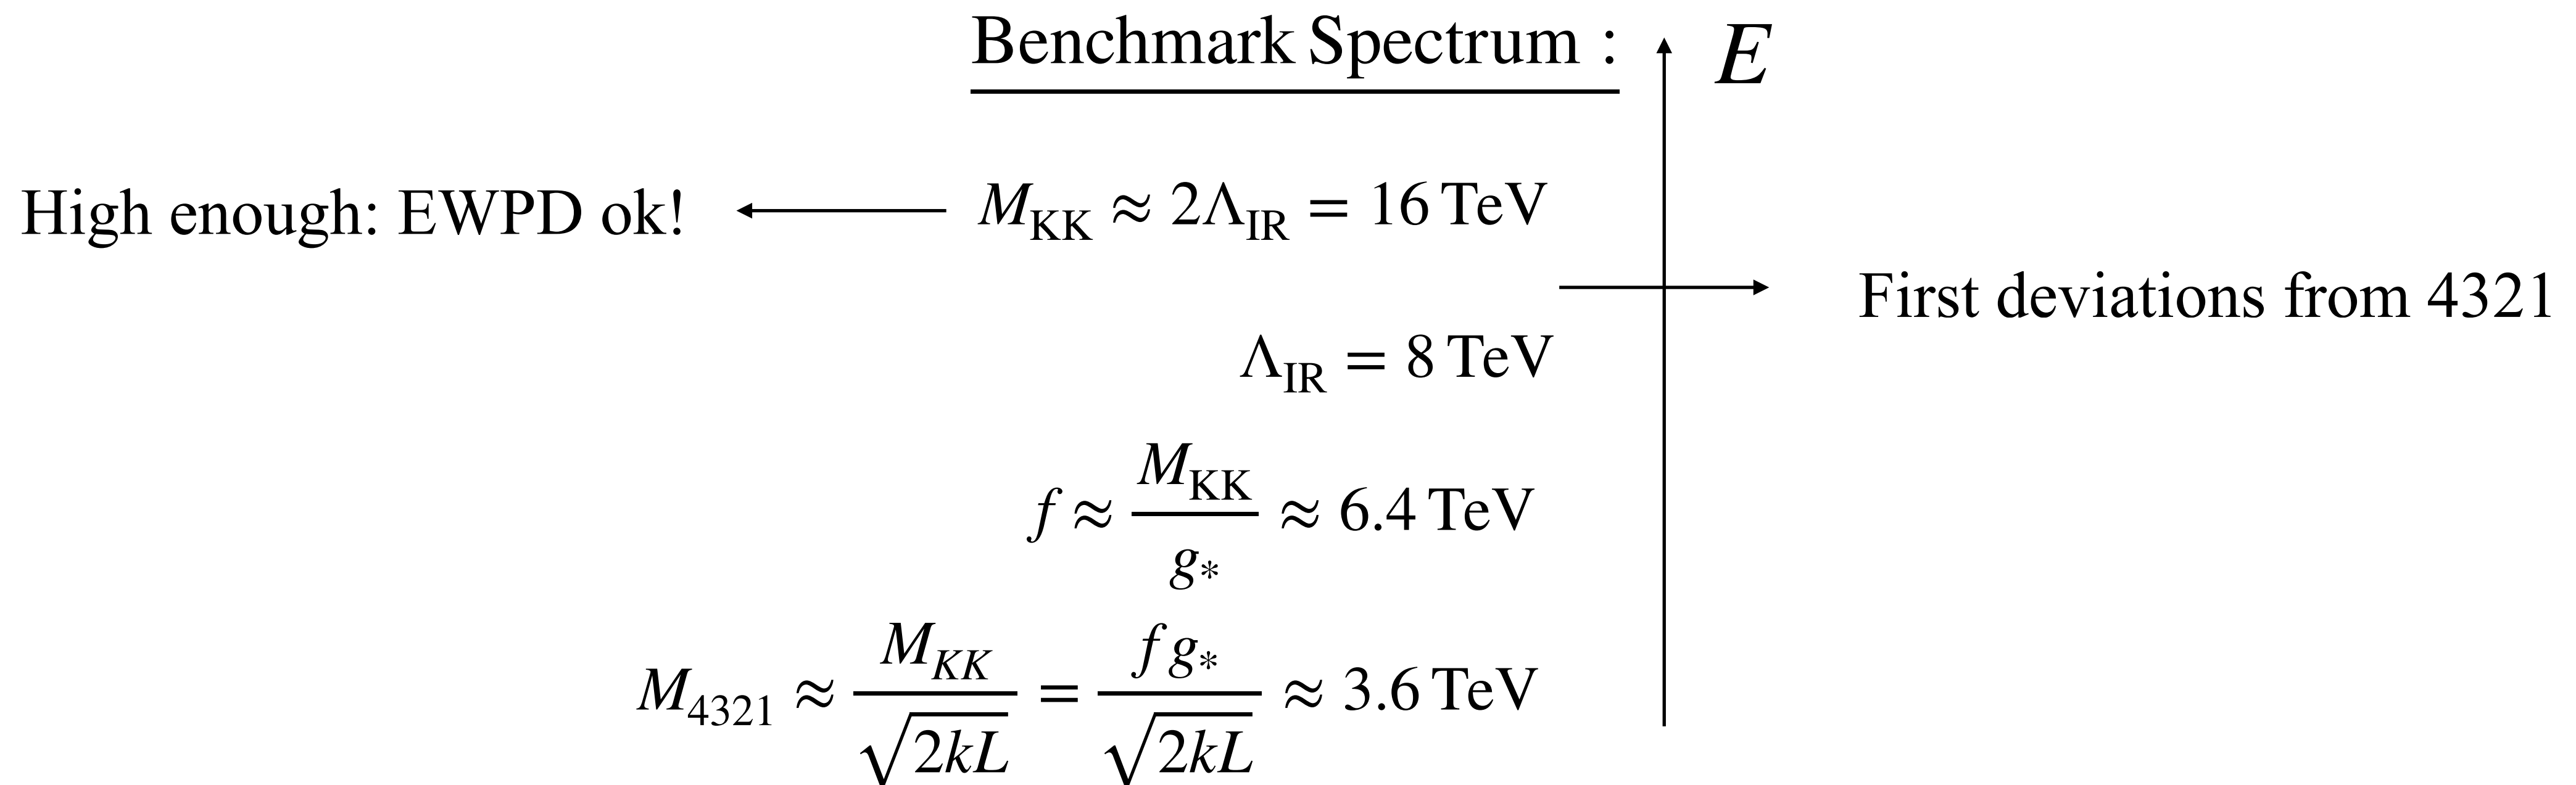 Benchmark Spectrum :
E
High enough: EWPD ok!
M_KK ≈ 2Λ_IR = 16 TeV
First deviations from 4321
Λ_IR = 8 TeV
f ≈ M_KK / g_* ≈ 6.4 TeV
M_4321 ≈ M_KK / √(2kL) = f g_* / √(2kL) ≈ 3.6 TeV